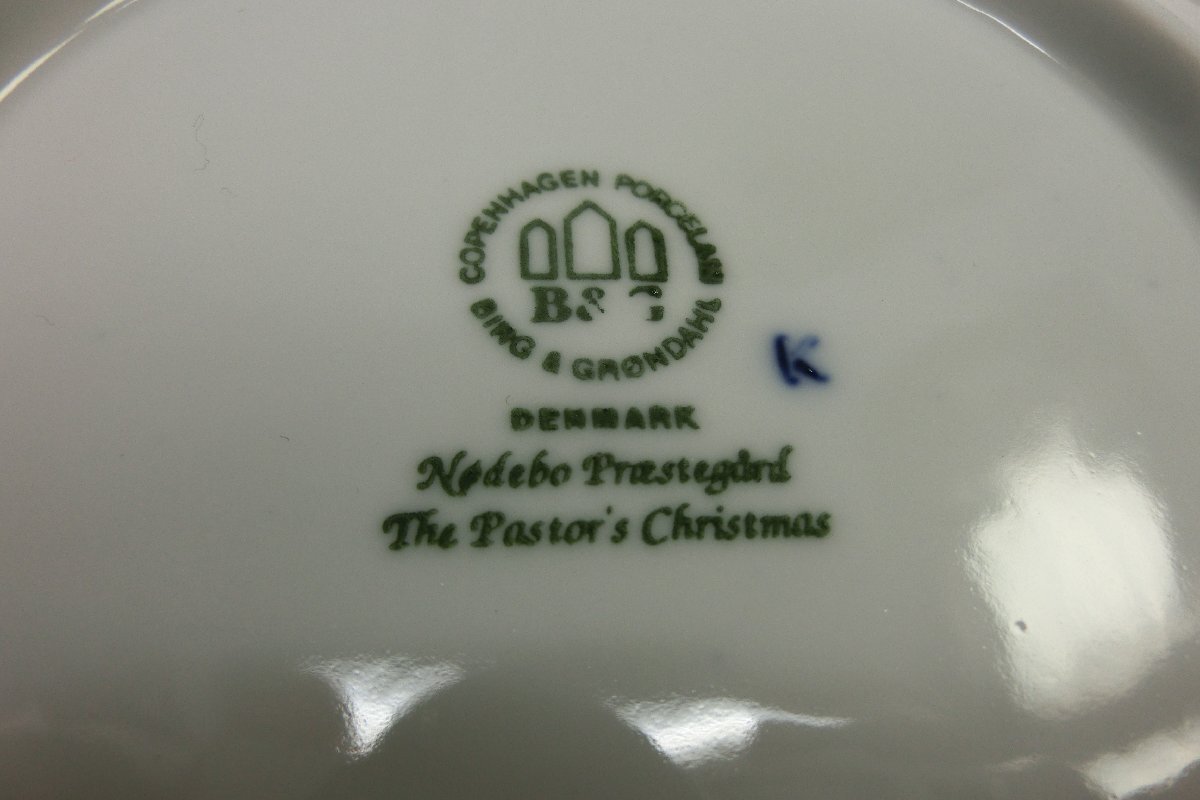 COPENHAGEN PORCELAIN
B&G
BING & GRØNDAHL
K
DENMARK
Nødebo Præstegård
The Pastor's Christmas